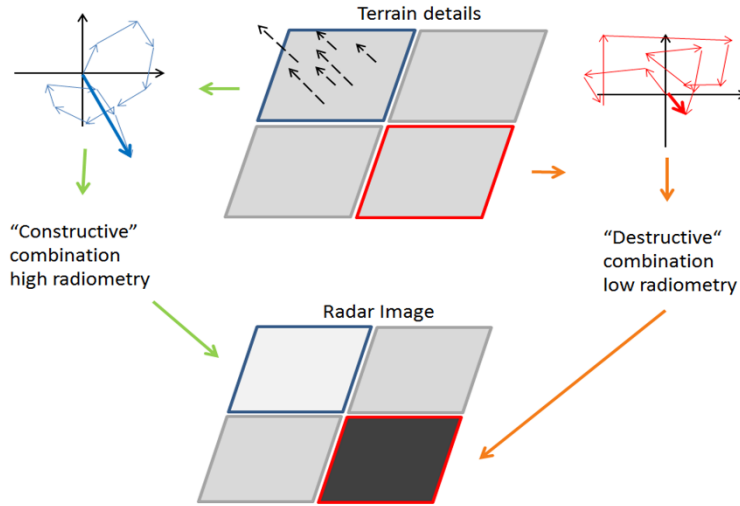 Terrain details
“Constructive”
combination
high radiometry
“Destructive“
combination
low radiometry
Radar Image